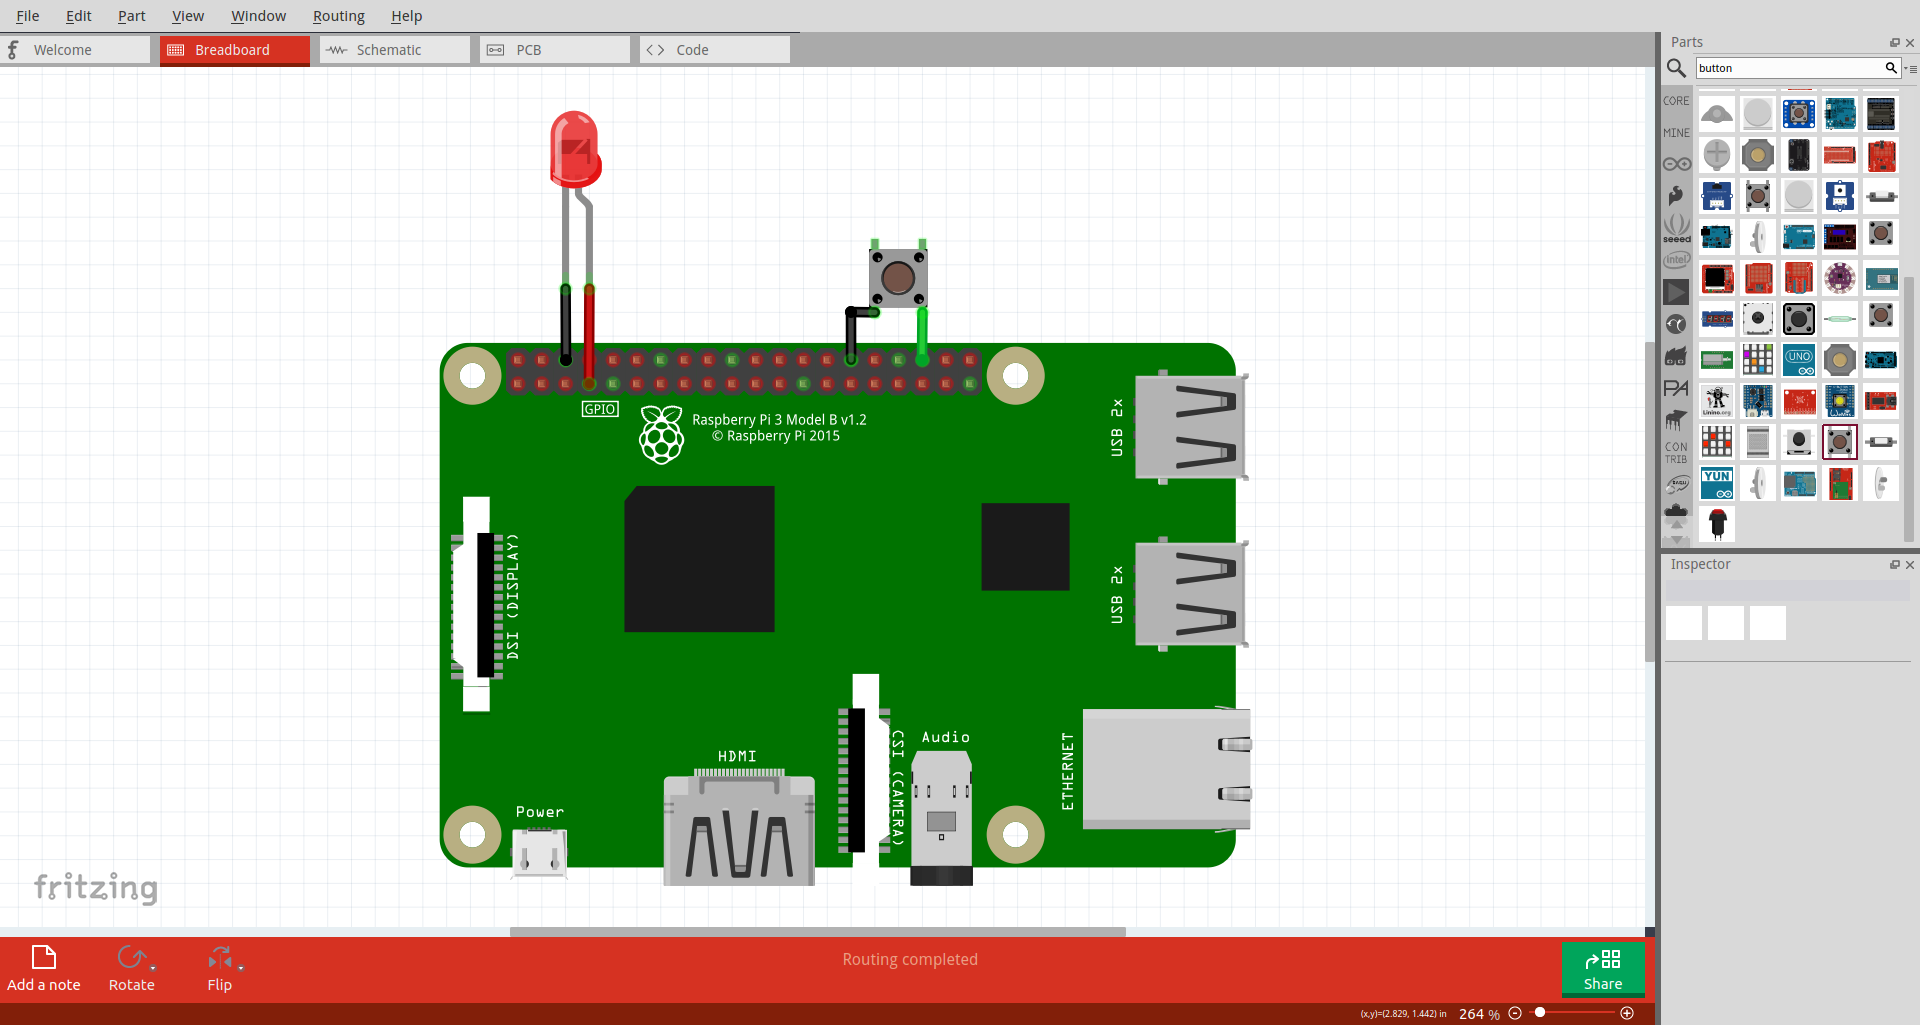 File Edit Part View Window Routing Help
Welcome Breadboard Schematic PCB Code
Parts
button
CORE
MINE
seeed
intel
PA
CON
TRIB
UNO
Linino.org
YUN
Inspector
GPIO
Raspberry Pi 3 Model B v1.2
© Raspberry Pi 2015
USB 2x
USB 2x
DSI (DISPLAY)
HDMI
CSI (CAMERA)
Audio
ETHERNET
Power
fritzing
Routing completed
Add a note Rotate Flip Share
(x,y)=(2.829, 1.442) in 264 %